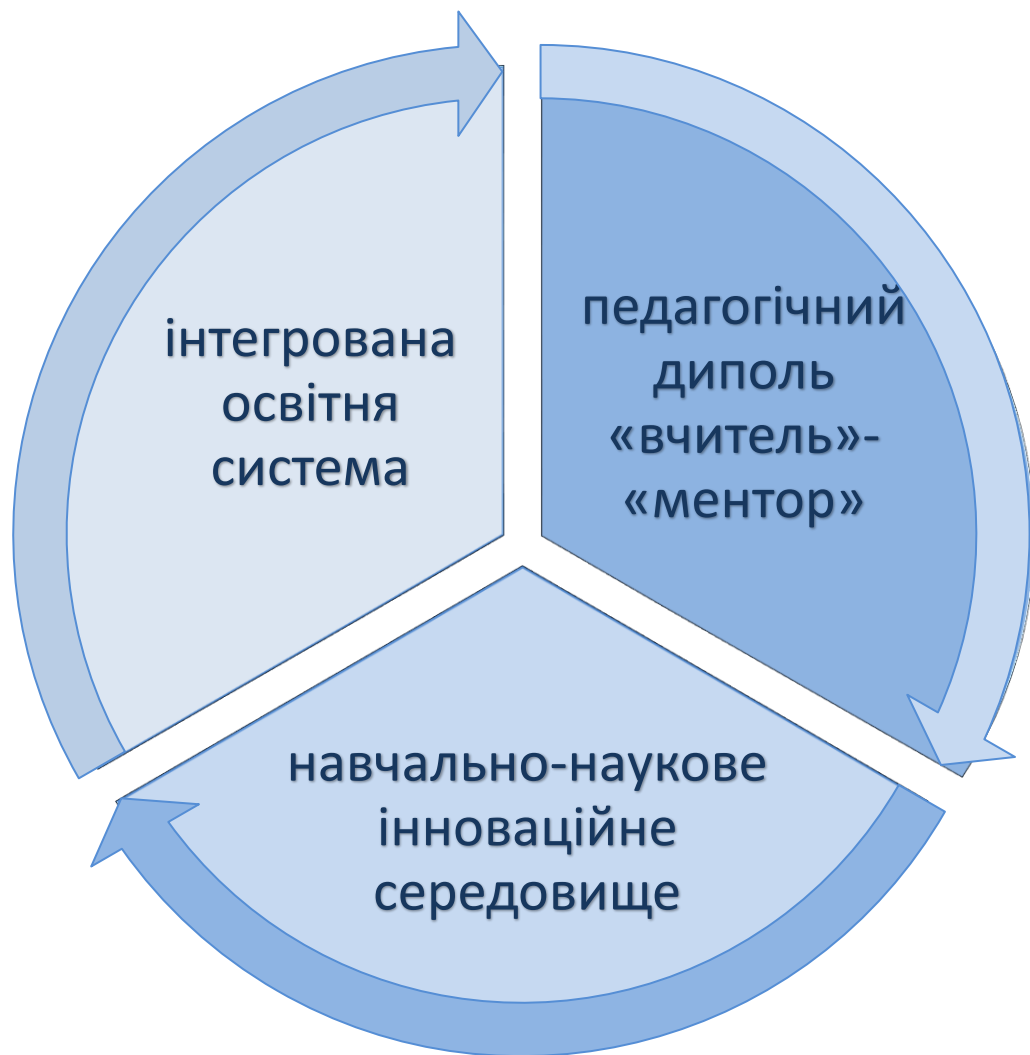 інтегрована
освітня
система
педагогічний
диполь
«вчитель»-
«ментор»
навчально-наукове
інноваційне
середовище